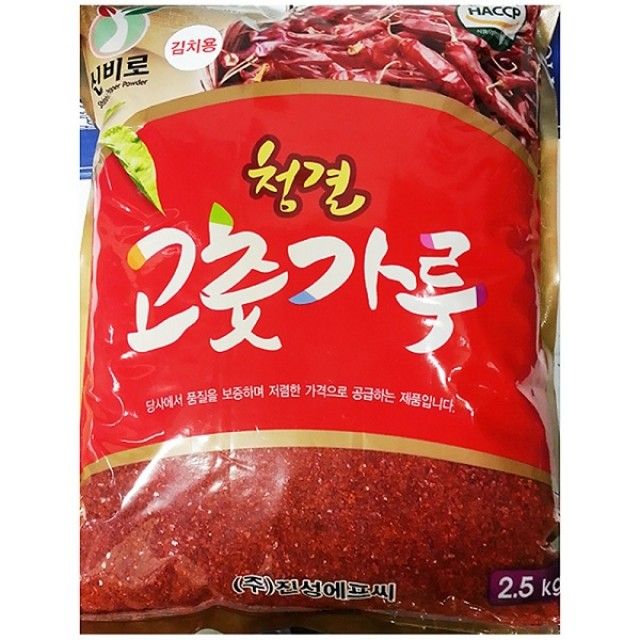 신비로
김치용
HACCP
청결
고춧가루
당사에서 품질을 보증하며 저렴한 가격으로 공급하는 제품입니다.
(주)진성에프씨
2.5 kg